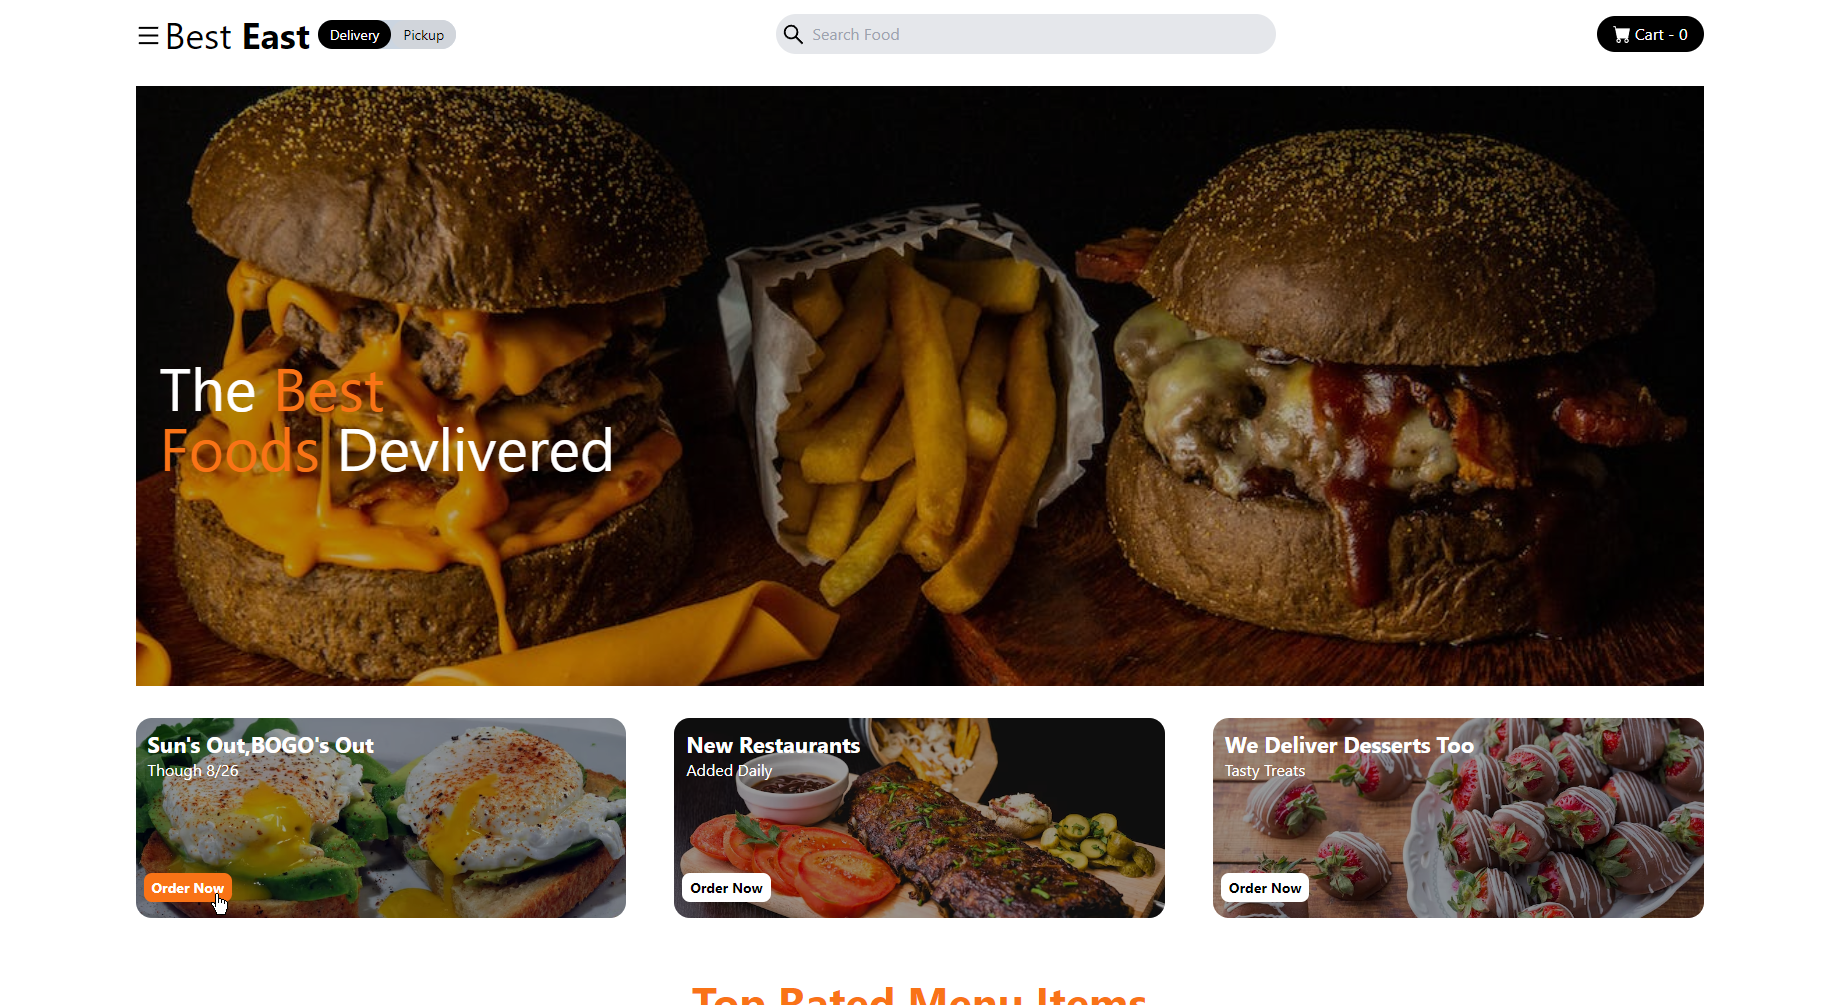 Best East
Delivery
Pickup
Search Food
Cart - 0
The Best
Foods Devlivered
Sun's Out,BOGO's Out
Though 8/26
Order Now
New Restaurants
Added Daily
Order Now
We Deliver Desserts Too
Tasty Treats
Order Now
Top Rated Menu Items